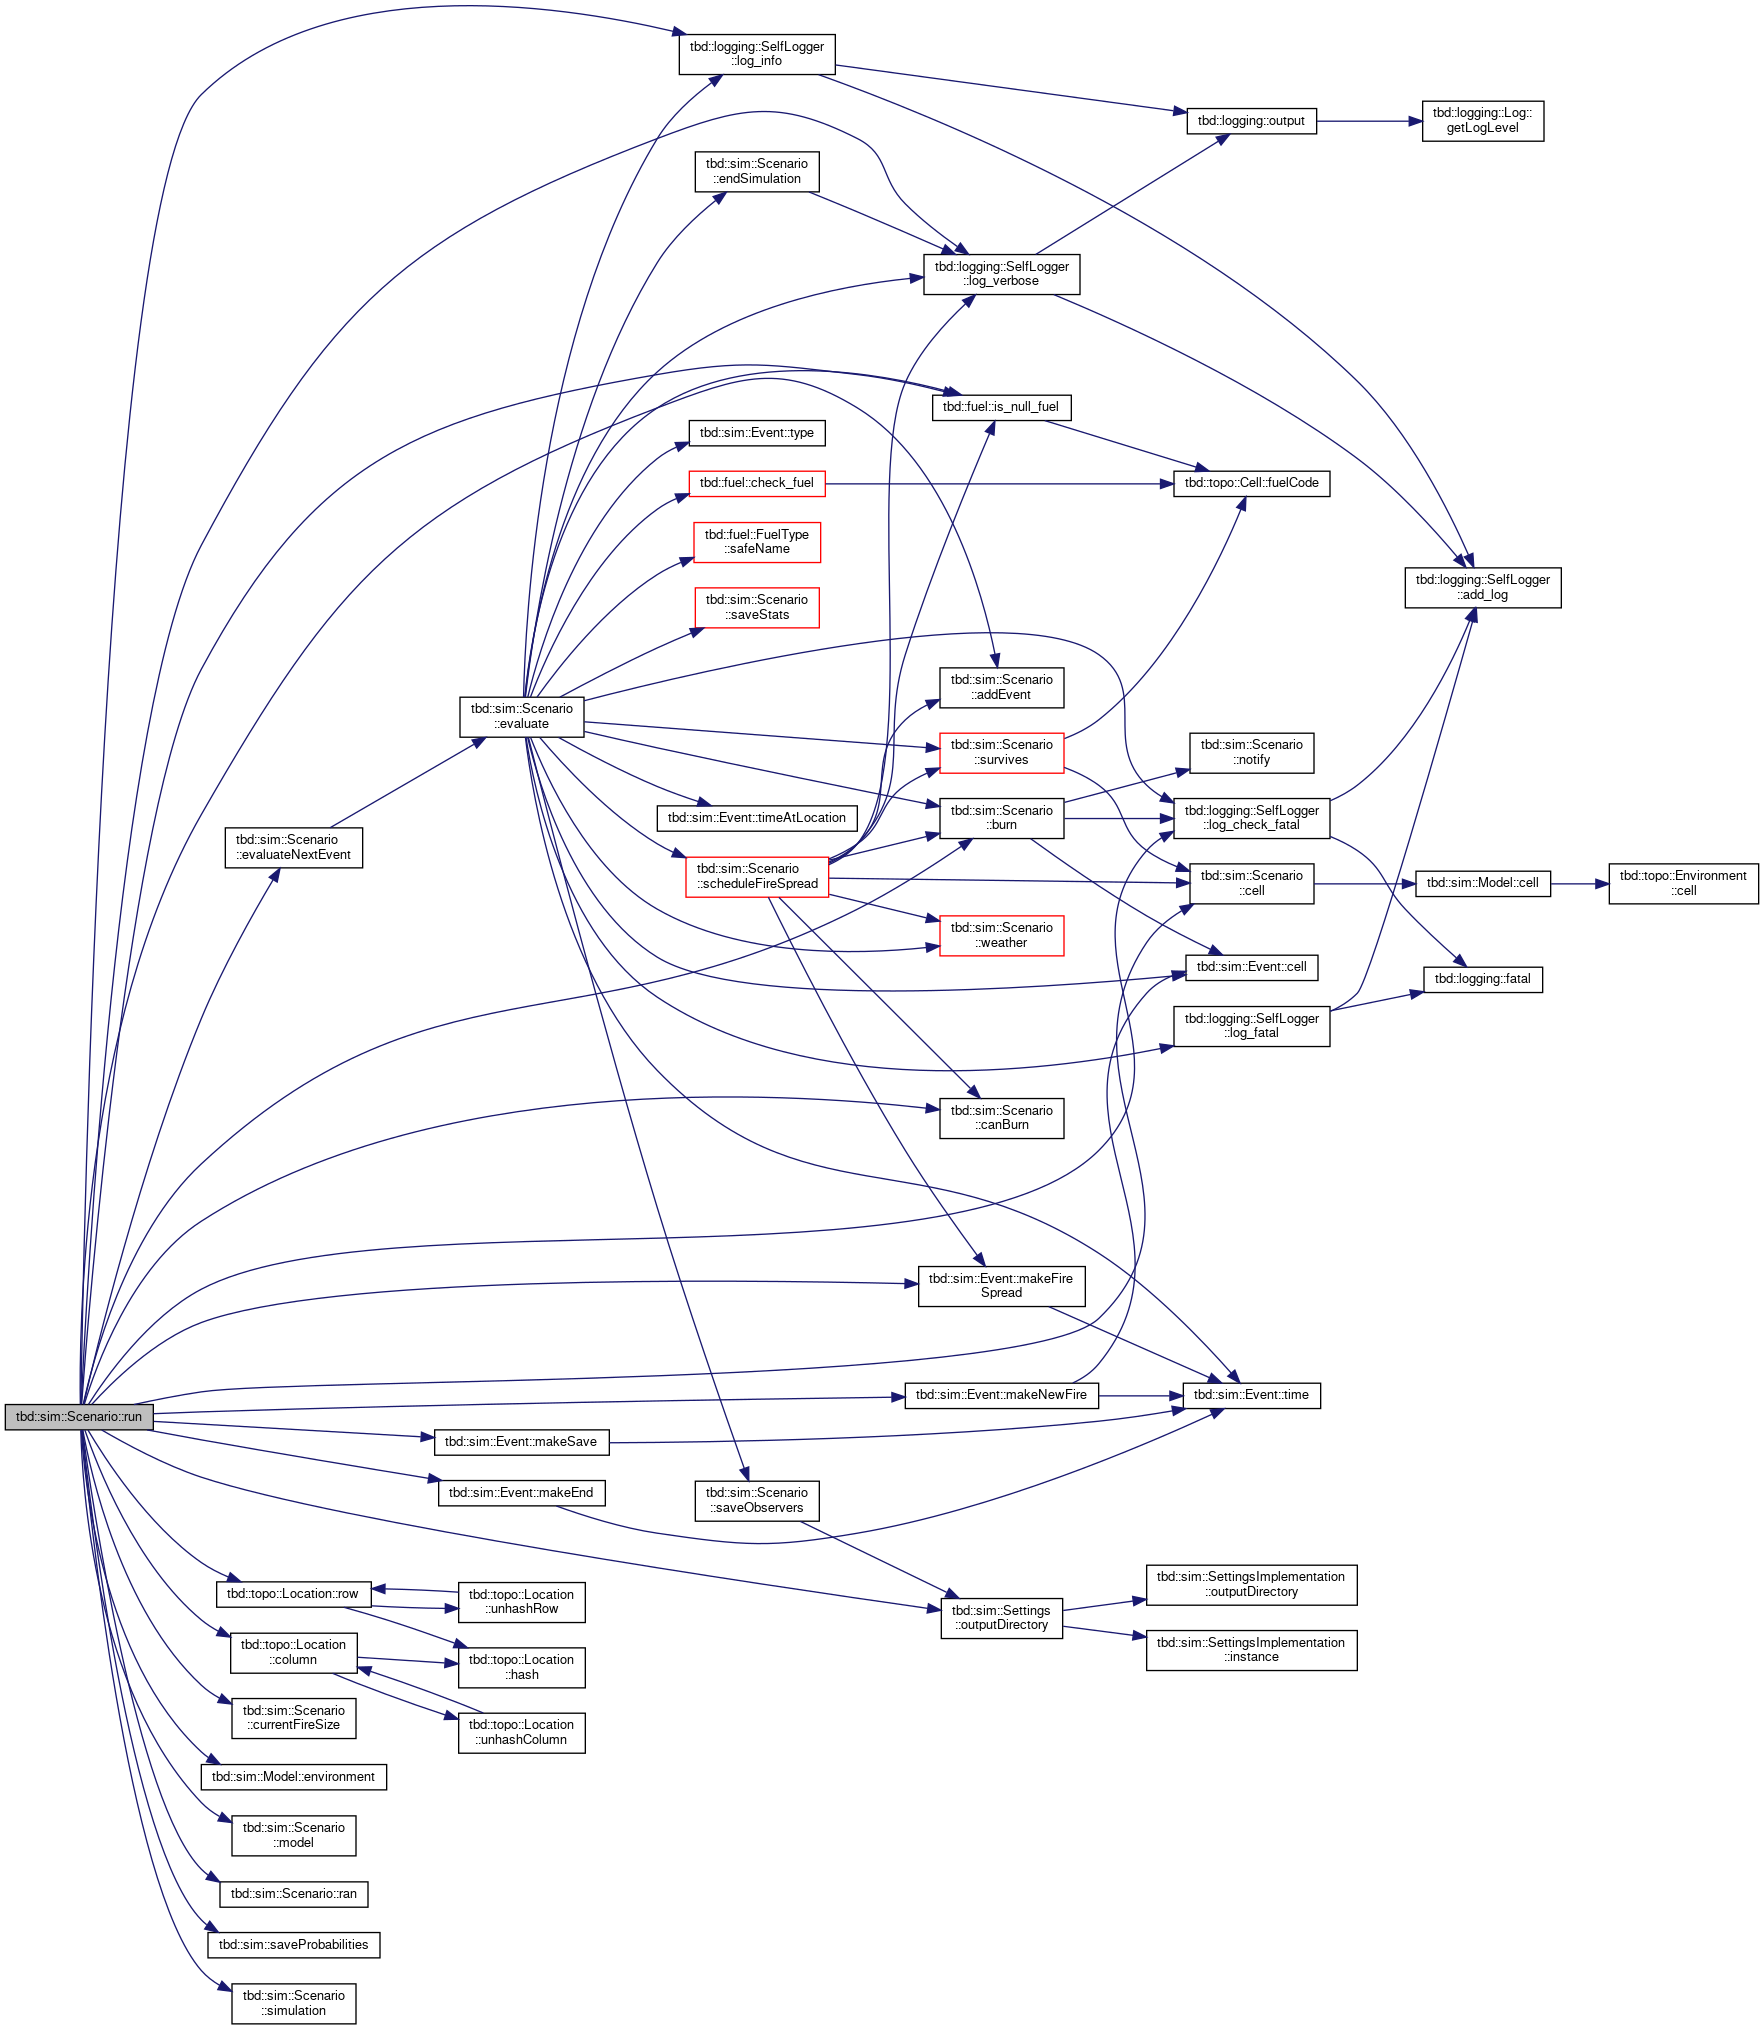 tbd::logging::SelfLogger
::log_info
tbd::logging::output
tbd::logging::Log::
getLogLevel
tbd::sim::Scenario
::endSimulation
tbd::logging::SelfLogger
::log_verbose
tbd::fuel::is_null_fuel
tbd::sim::Event::type
tbd::fuel::check_fuel
tbd::topo::Cell::fuelCode
tbd::fuel::FuelType
::safeName
tbd::logging::SelfLogger
::add_log
tbd::sim::Scenario
::saveStats
tbd::sim::Scenario
::addEvent
tbd::sim::Scenario
::evaluate
tbd::sim::Scenario
::survives
tbd::sim::Scenario
::notify
tbd::sim::Event::timeAtLocation
tbd::sim::Scenario
::burn
tbd::logging::SelfLogger
::log_check_fatal
tbd::sim::Scenario
::evaluateNextEvent
tbd::sim::Scenario
::scheduleFireSpread
tbd::sim::Scenario
::cell
tbd::sim::Model::cell
tbd::topo::Environment
::cell
tbd::sim::Scenario
::weather
tbd::sim::Event::cell
tbd::logging::fatal
tbd::logging::SelfLogger
::log_fatal
tbd::sim::Scenario
::canBurn
tbd::sim::Event::makeFire
Spread
tbd::sim::Event::makeNewFire
tbd::sim::Event::time
tbd::sim::Scenario::run
tbd::sim::Event::makeSave
tbd::sim::Event::makeEnd
tbd::sim::Scenario
::saveObservers
tbd::topo::Location::row
tbd::topo::Location
::unhashRow
tbd::sim::SettingsImplementation
::outputDirectory
tbd::sim::Settings
::outputDirectory
tbd::topo::Location
::column
tbd::topo::Location
::hash
tbd::sim::SettingsImplementation
::instance
tbd::sim::Scenario
::currentFireSize
tbd::topo::Location
::unhashColumn
tbd::sim::Model::environment
tbd::sim::Scenario
::model
tbd::sim::Scenario::ran
tbd::sim::saveProbabilities
tbd::sim::Scenario
::simulation